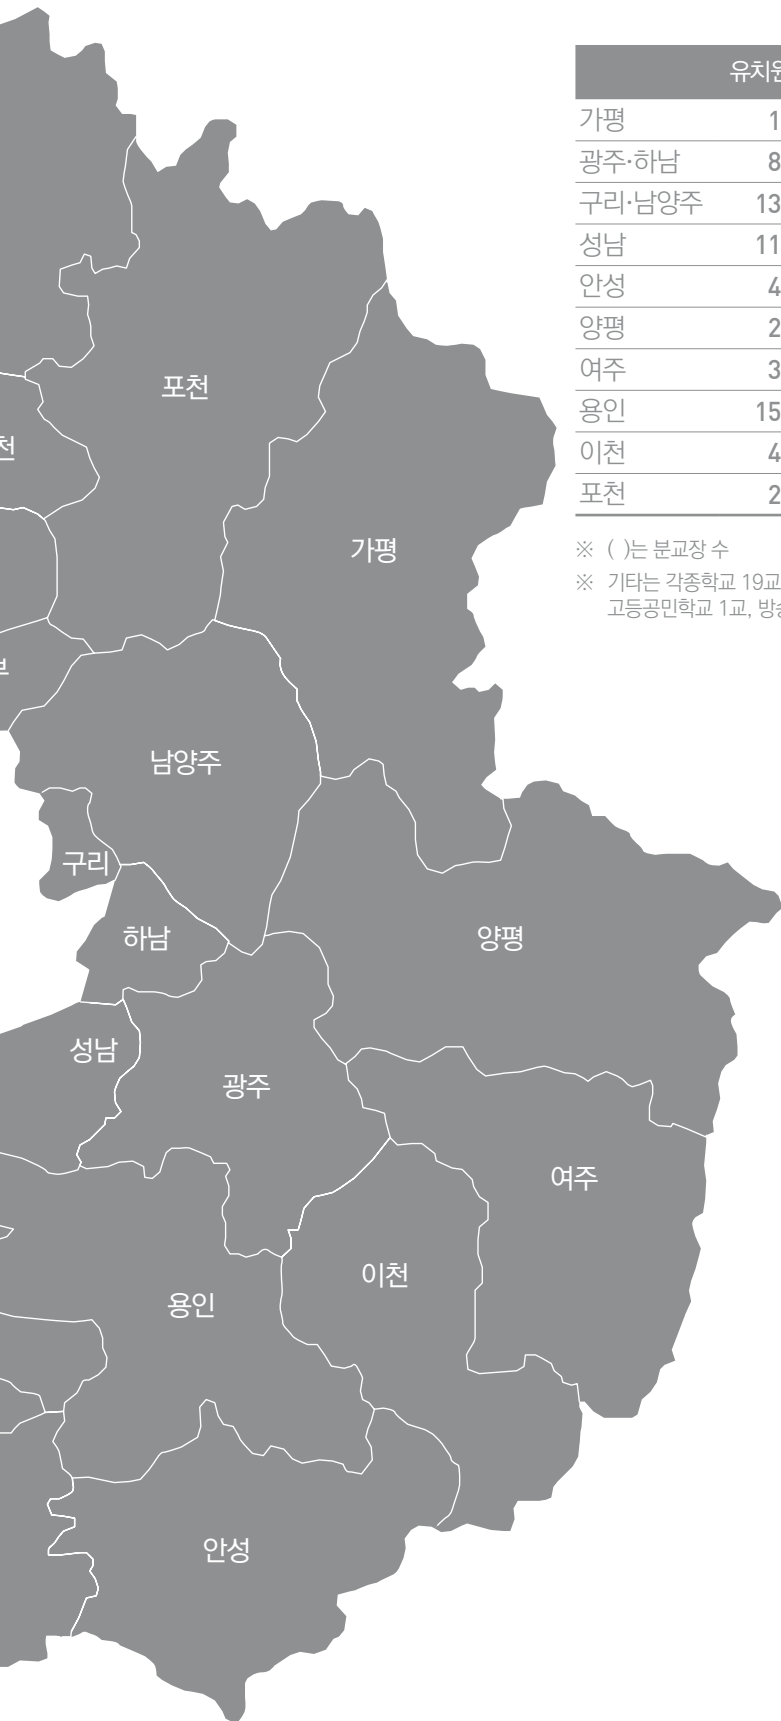 유치원
가평 1
광주·하남 8
구리·남양주 13
성남 11
안성 4
양평 2
여주 3
용인 15
이천 4
포천 2
※ ( )는 분교장 수
※ 기타는 각종학교 19교
고등공민학교 1교, 방송
포천
천
가평
부
남양주
구리
하남
양평
성남
광주
여주
이천
용인
안성